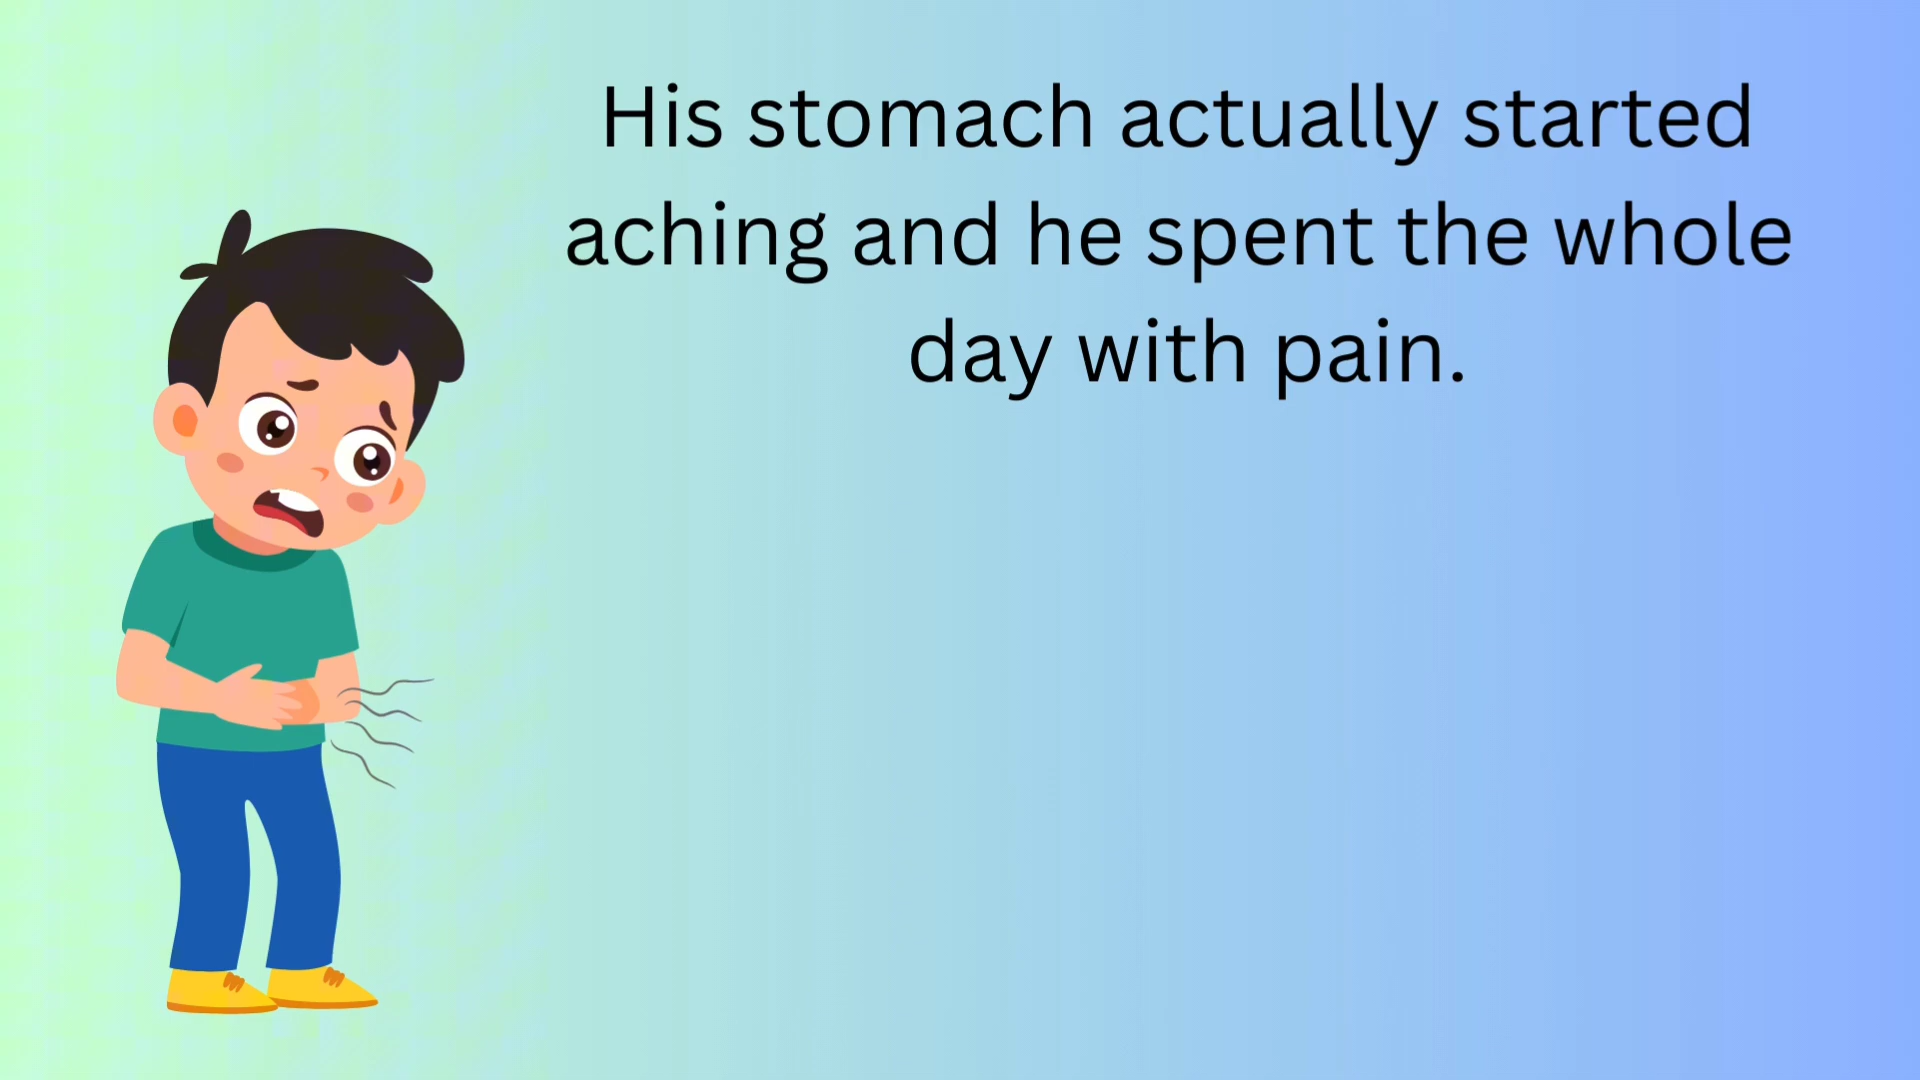 His stomach actually started
aching and he spent the whole
day with pain.